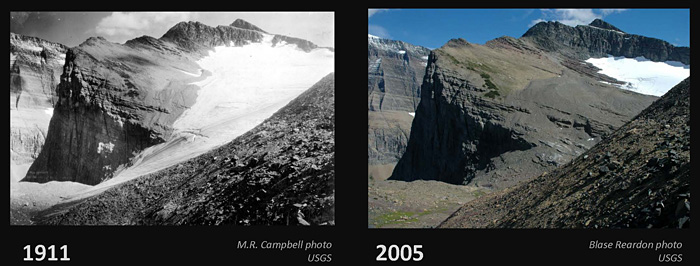 1911
M.R. Campbell photo
USGS
2005
Blase Reardon photo
USGS